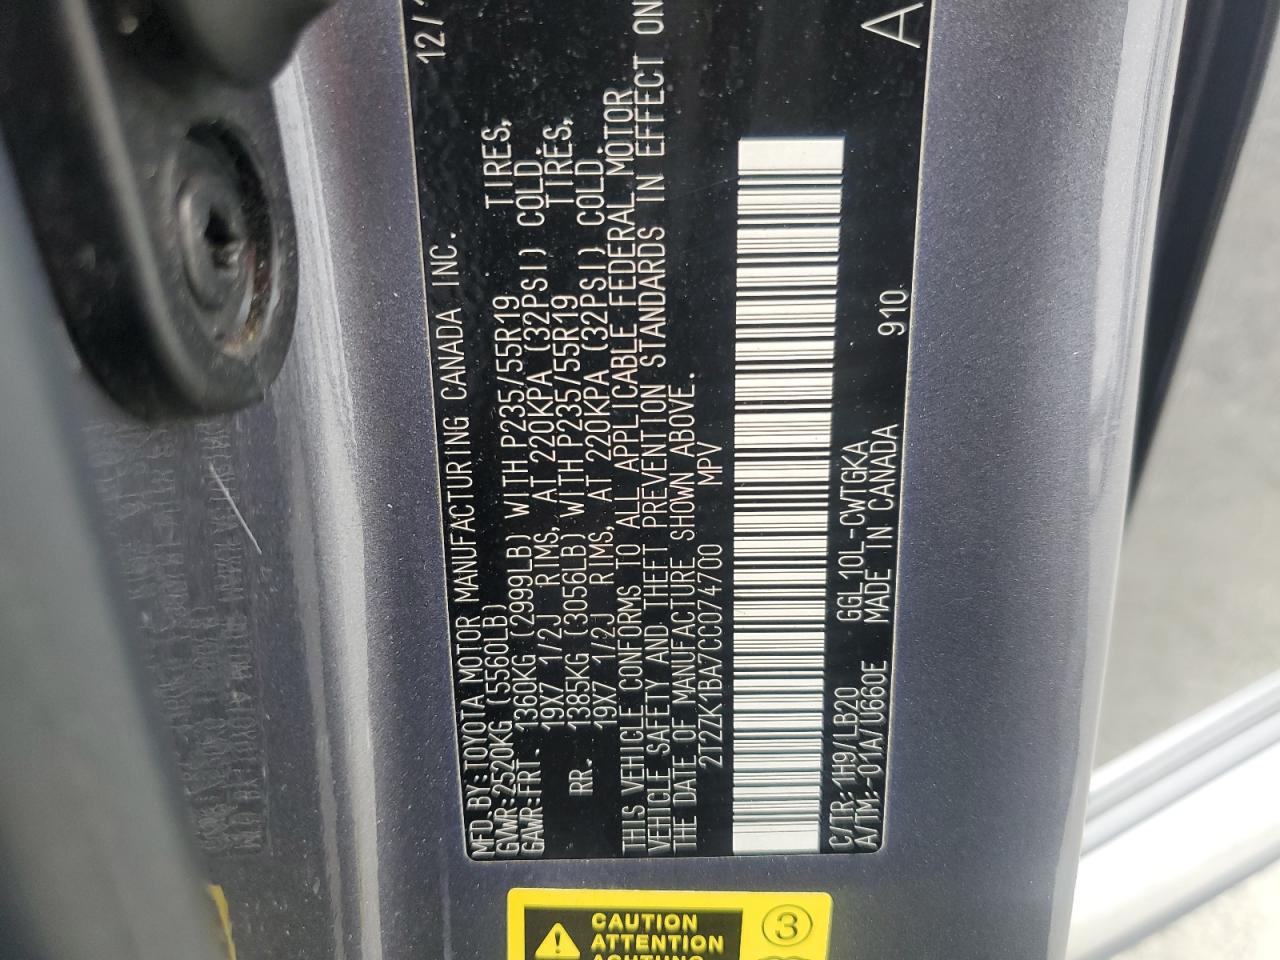 MFD. BY: TOYOTA MOTOR MANUFACTURING CANADA INC. 12/
GVWR: 2520KG (5560LB)
GAWR: FRT. 1360KG (2999LB) WITH P235/55R19 TIRES,
19X7 1/2J RIMS, AT 220KPA (32PSI) COLD.
RR. 1385KG (3056LB) WITH P235/55R19 TIRES,
19X7 1/2J RIMS, AT 220KPA (32PSI) COLD.
THIS VEHICLE CONFORMS TO ALL APPLICABLE FEDERAL MOTOR
VEHICLE SAFETY AND THEFT PREVENTION STANDARDS IN EFFECT ON
THE DATE OF MANUFACTURE SHOWN ABOVE.
2T2ZK1BA7CC074700 MPV
C/TR: 1H9/LB20 GGL10L-CWTGKA
A/TM: -01A/U660E MADE IN CANADA 910 A
CAUTION 3
ATTENTION
ACHTUNG